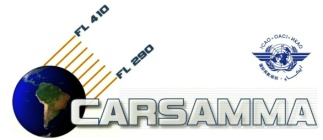 FL 410
FL 290
ICAO · OACI · ИКАО
CARSAMMA